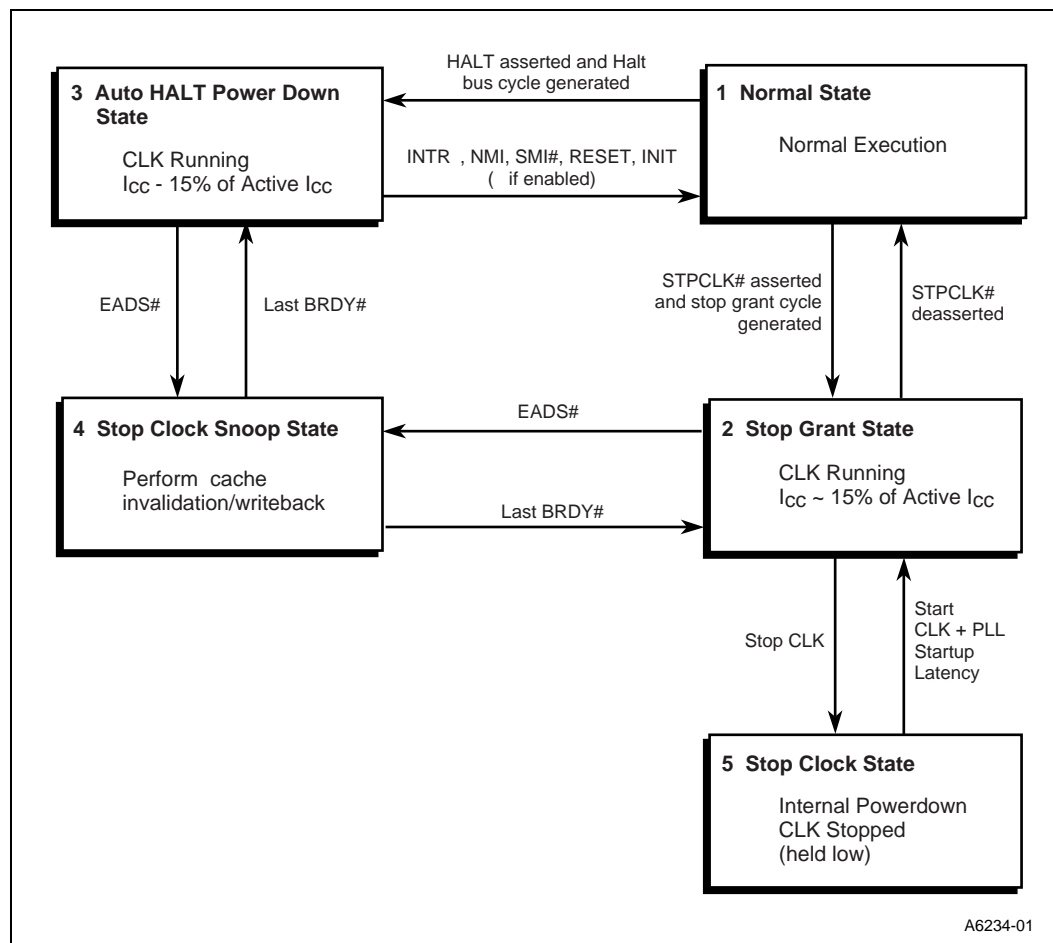 HALT asserted and Halt
bus cycle generated
3 Auto HALT Power Down
State
CLK Running
ICC - 15% of Active ICC
1 Normal State
Normal Execution
INTR , NMI, SMI#, RESET, INIT
( if enabled)
EADS#
Last BRDY#
STPCLK# asserted
and stop grant cycle
generated
STPCLK#
deasserted
4 Stop Clock Snoop State
Perform cache
invalidation/writeback
EADS#
Last BRDY#
2 Stop Grant State
CLK Running
ICC ~ 15% of Active ICC
Stop CLK
Start
CLK + PLL
Startup
Latency
5 Stop Clock State
Internal Powerdown
CLK Stopped
(held low)
A6234-01